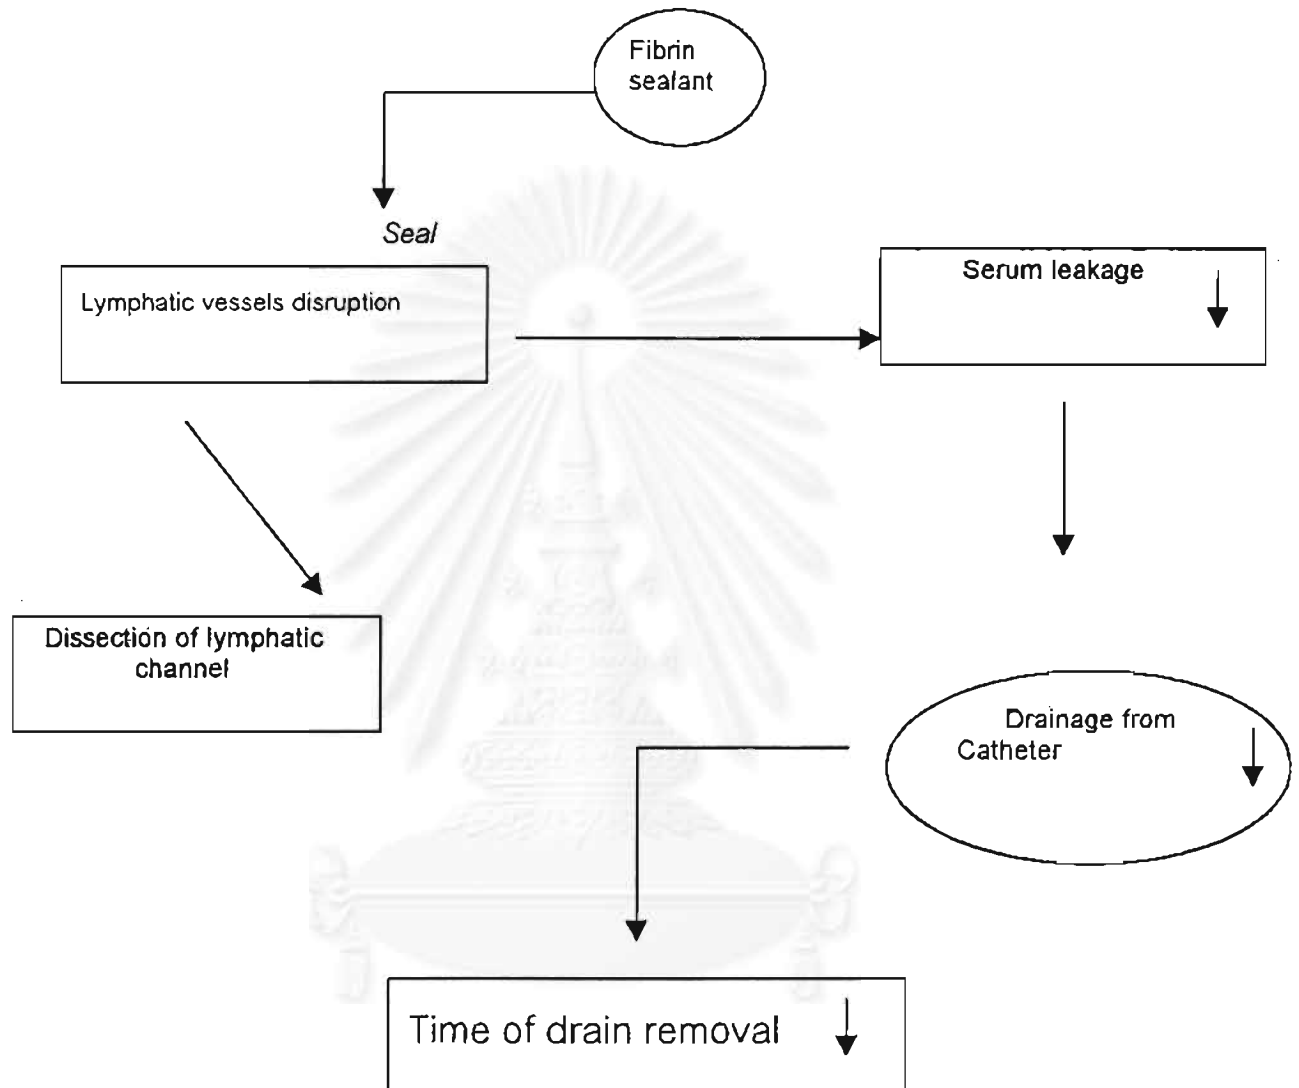 Fibrin
sealant
Seal
Lymphatic vessels disruption
Serum leakage
Dissection of lymphatic
channel
Drainage from
Catheter
Time of drain removal